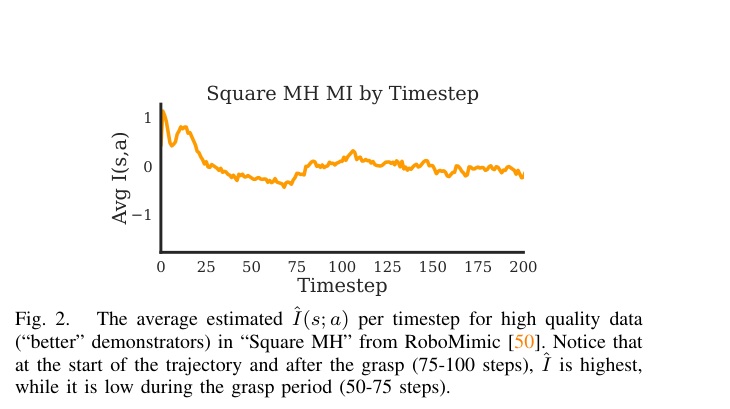 Square MH MI by Timestep
Avg I(s,a)
1
0
−1
0 25 50 75 100 125 150 175 200
Timestep
Fig. 2. The average estimated Î(s; a) per timestep for high quality data
(“better” demonstrators) in “Square MH” from RoboMimic [50]. Notice that
at the start of the trajectory and after the grasp (75-100 steps), Î is highest,
while it is low during the grasp period (50-75 steps).